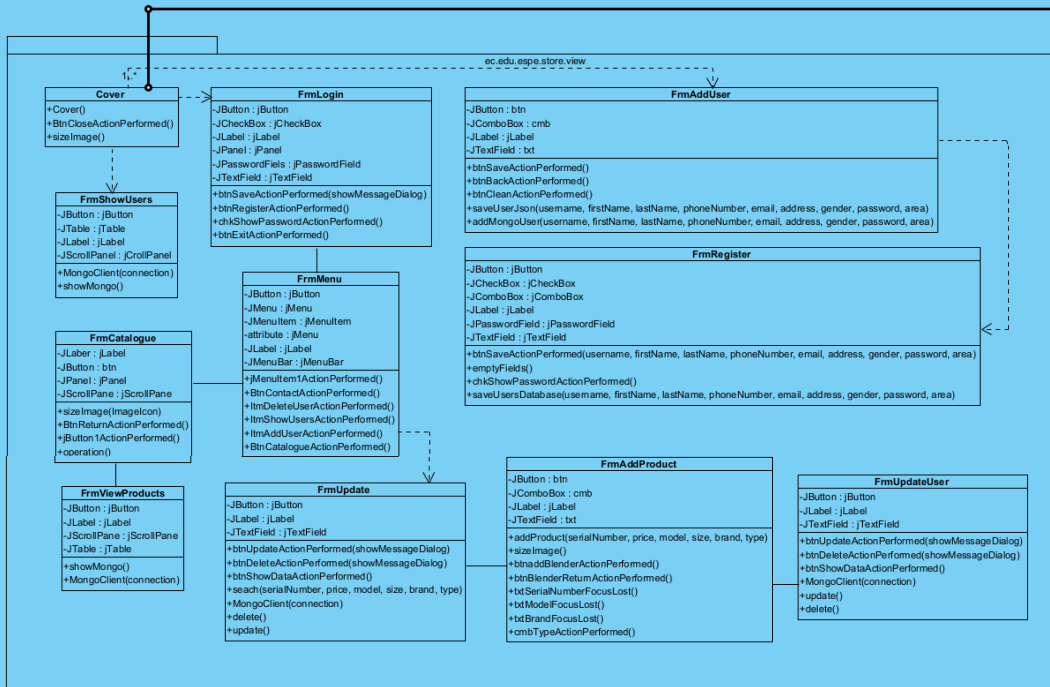 ec.edu.espe.store.view
1..*
Cover
+Cover()
+BtnCloseActionPerformed()
+sizeImage()
FrmLogin
-JButton : jButton
-JCheckBox : jCheckBox
-JLabel : jLabel
-JPanel : jPanel
-JPasswordFiels : jPasswordField
-JTextField : jTextField
+btnSaveActionPerformed(showMessageDialog)
+btnRegisterActionPerformed()
+chkShowPasswordActionPerformed()
+btnExitActionPerformed()
FrmAddUser
-JButton : btn
-JComboBox : cmb
-JLabel : jLabel
-JTextField : txt
+btnSaveActionPerformed()
+btnBackActionPerformed()
+btnCleanActionPerformed()
+saveUserJson(username, firstName, lastName, phoneNumber, email, address, gender, password, area)
+addMongoUser(username, firstName, lastName, phoneNumber, email, address, gender, password, area)
FrmShowUsers
-JButton : jButton
-JTable : jTable
-JLabel : jLabel
-JScrollPanel : jCrollPanel
+MongoClient(connection)
+showMongo()
FrmRegister
-JButton : jButton
-JCheckBox : jCheckBox
-JComboBox : jComboBox
-JLabel : jLabel
-JPasswordField : jPasswordField
-JTextField : jTextField
+btnSaveActionPerformed(username, firstName, lastName, phoneNumber, email, address, gender, password, area)
+emptyFields()
+chkShowPasswordActionPerformed()
+saveUsersDatabase(username, firstName, lastName, phoneNumber, email, address, gender, password, area)
FrmMenu
-JButton : jButton
-JMenu : jMenu
-JMenuItem : jMenuItem
-attribute : jMenu
-JLabel : jLabel
-JMenuBar : jMenuBar
+jMenuItem1ActionPerformed()
+BtnContactActionPerformed()
+ItmDeleteUserActionPerformed()
+ItmShowUsersActionPerformed()
+ItmAddUserActionPerformed()
+BtnCatalogueActionPerformed()
FrmCatalogue
-JLaber : jLabel
-JButton : btn
-JPanel : jPanel
-JScrollPane : jScrollPane
+sizeImage(ImageIcon)
+BtnReturnActionPerformed()
+jButton1ActionPerformed()
+operation()
FrmViewProducts
-JButton : jButton
-JLabel : jLabel
-JScrollPane : jScrollPane
-JTable : jTable
+showMongo()
+MongoClient(connection)
FrmUpdate
-JButton : jButton
-JLabel : jLabel
-JTextField : jTextField
+btnUpdateActionPerformed(showMessageDialog)
+btnDeleteActionPerformed(showMessageDialog)
+btnShowDataActionPerformed()
+seach(serialNumber, price, model, size, brand, type)
+MongoClient(connection)
+delete()
+update()
FrmAddProduct
-JButton : btn
-JComboBox : cmb
-JLabel : jLabel
-JTextField : txt
+addProduct(serialNumber, price, model, size, brand, type)
+sizeImage()
+btnaddBlenderActionPerformed()
+btnBlenderReturnActionPerformed()
+txtSerialNumberFocusLost()
+txtModelFocusLost()
+txtBrandFocusLost()
+cmbTypeActionPerformed()
FrmUpdateUser
-JButton : jButton
-JLabel : jLabel
-JTextField : jTextField
+btnUpdateActionPerformed(showMessageDialog)
+btnDeleteActionPerformed(showMessageDialog)
+btnShowDataActionPerformed()
+MongoClient(connection)
+update()
+delete()